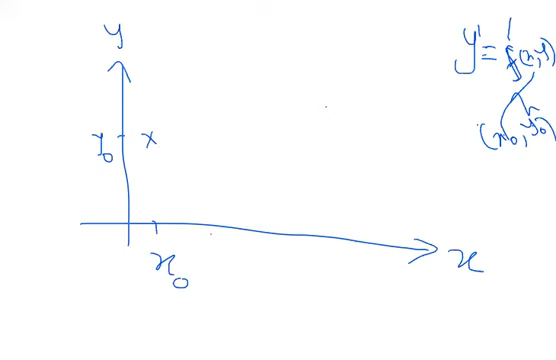 y
y' = f(x, y)
(x₀, y₀)
y₀ x
x₀ x